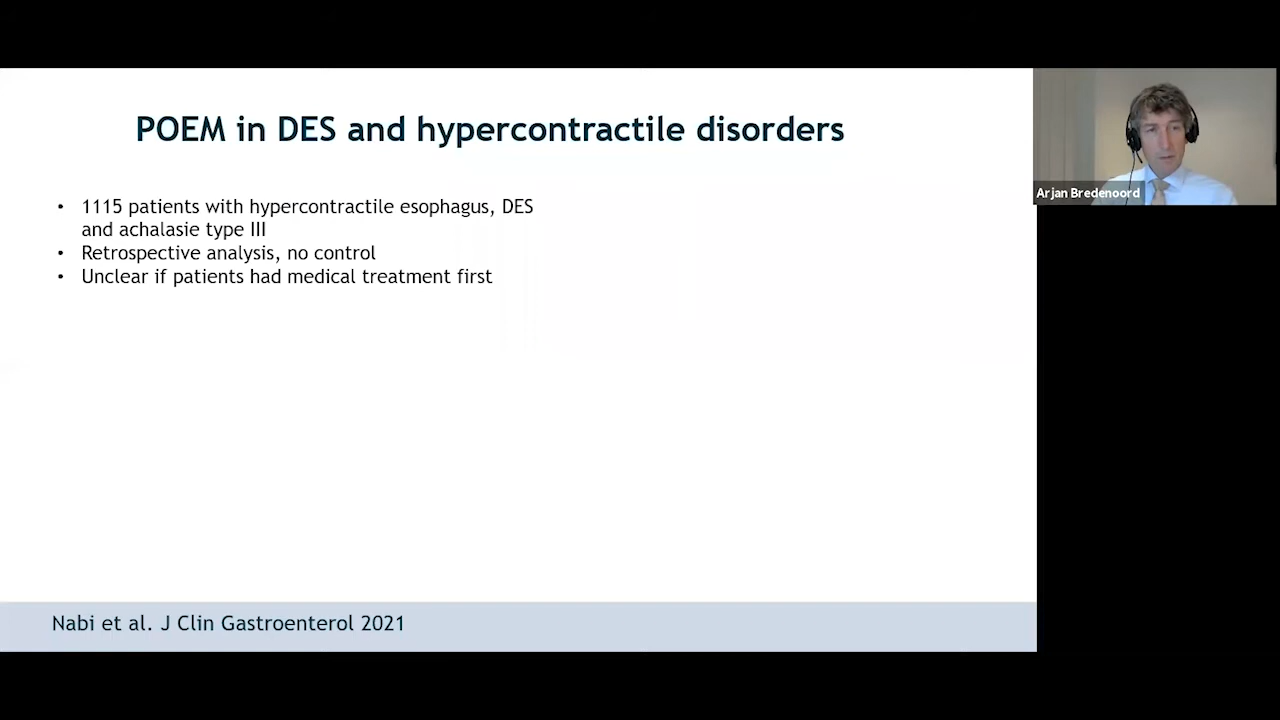 POEM in DES and hypercontractile disorders
Arjan Bredenoord
• 1115 patients with hypercontractile esophagus, DES
and achalasie type III
• Retrospective analysis, no control
• Unclear if patients had medical treatment first
Nabi et al. J Clin Gastroenterol 2021